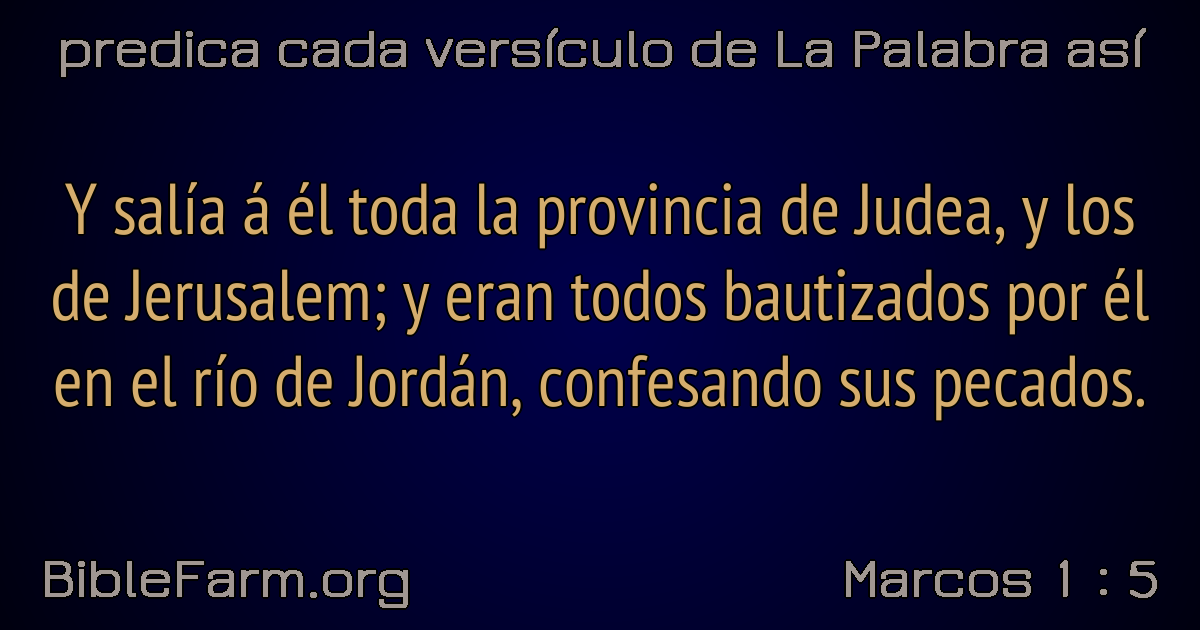 predica cada versículo de La Palabra así
Y salía á él toda la provincia de Judea, y los
de Jerusalem; y eran todos bautizados por él
en el río de Jordán, confesando sus pecados.
BibleFarm.org
Marcos 1 : 5